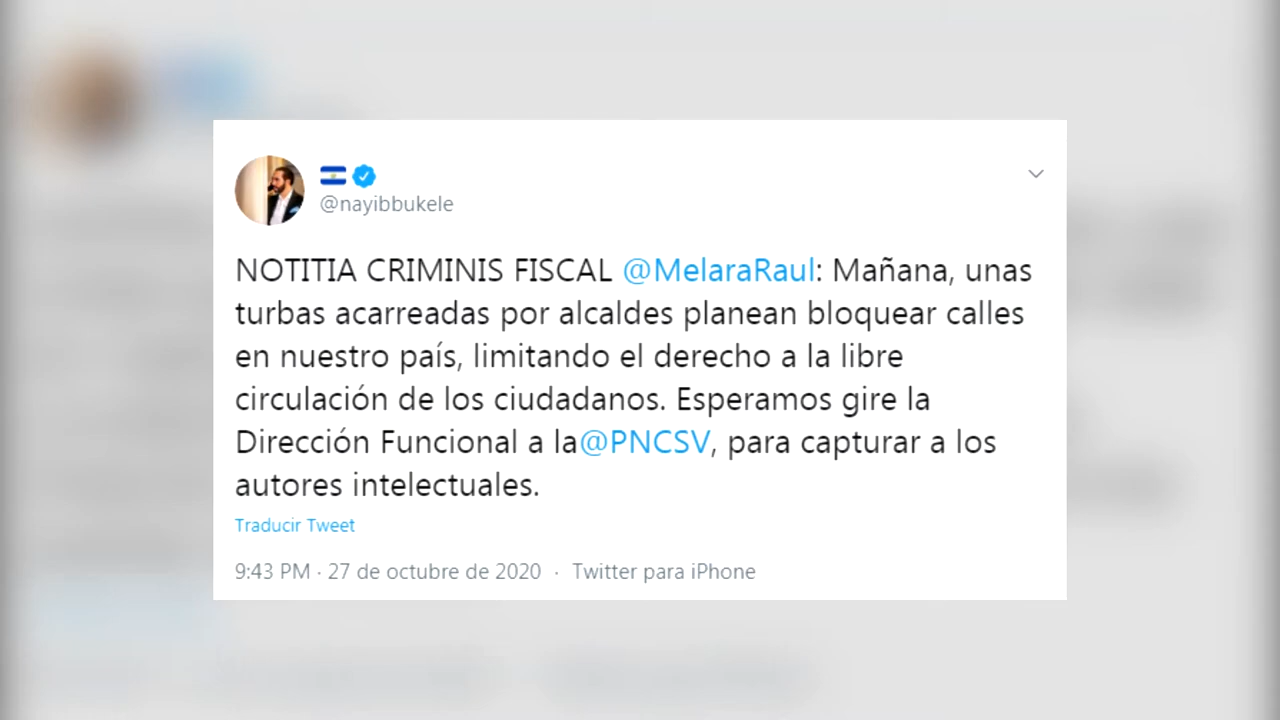 @nayibbukele
NOTITIA CRIMINIS FISCAL @MelaraRaul: Mañana, unas
turbas acarreadas por alcaldes planean bloquear calles
en nuestro país, limitando el derecho a la libre
circulación de los ciudadanos. Esperamos gire la
Dirección Funcional a la@PNCSV, para capturar a los
autores intelectuales.
Traducir Tweet
9:43 PM · 27 de octubre de 2020 · Twitter para iPhone